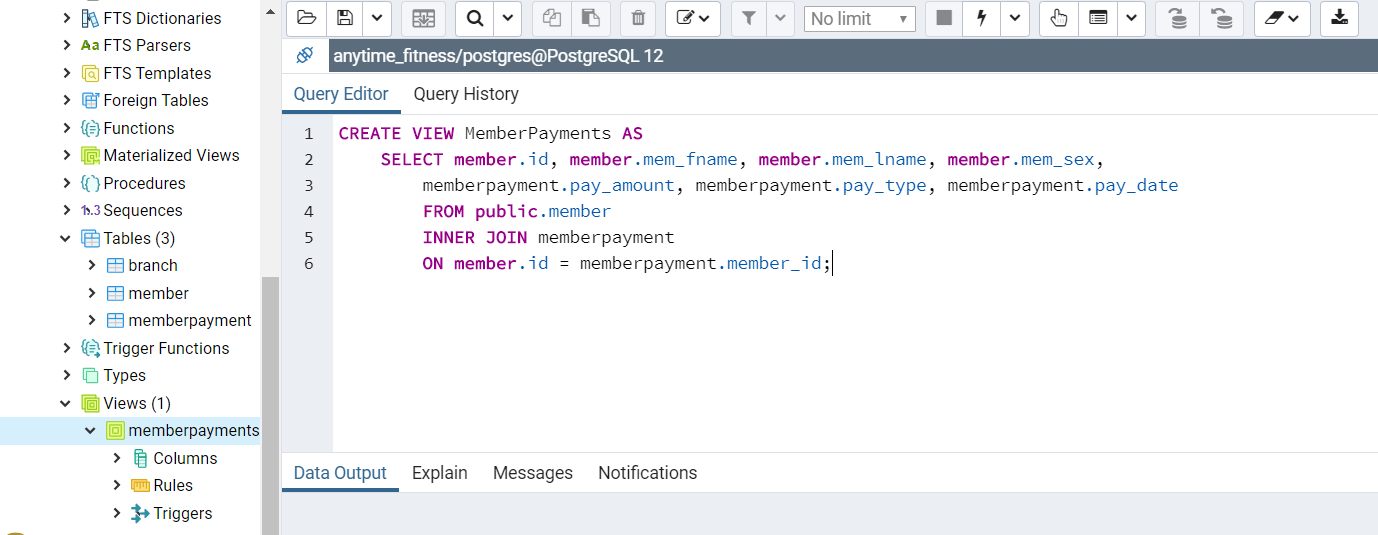 FTS Dictionaries
Aa FTS Parsers
FTS Templates
Foreign Tables
Functions
Materialized Views
Procedures
1..3 Sequences
Tables (3)
branch
member
memberpayment
Trigger Functions
Types
Views (1)
memberpayments
Columns
Rules
Triggers
No limit
anytime_fitness/postgres@PostgreSQL 12
Query Editor Query History
1 CREATE VIEW MemberPayments AS
2 SELECT member.id, member.mem_fname, member.mem_lname, member.mem_sex,
3 memberpayment.pay_amount, memberpayment.pay_type, memberpayment.pay_date
4 FROM public.member
5 INNER JOIN memberpayment
6 ON member.id = memberpayment.member_id;
Data Output Explain Messages Notifications